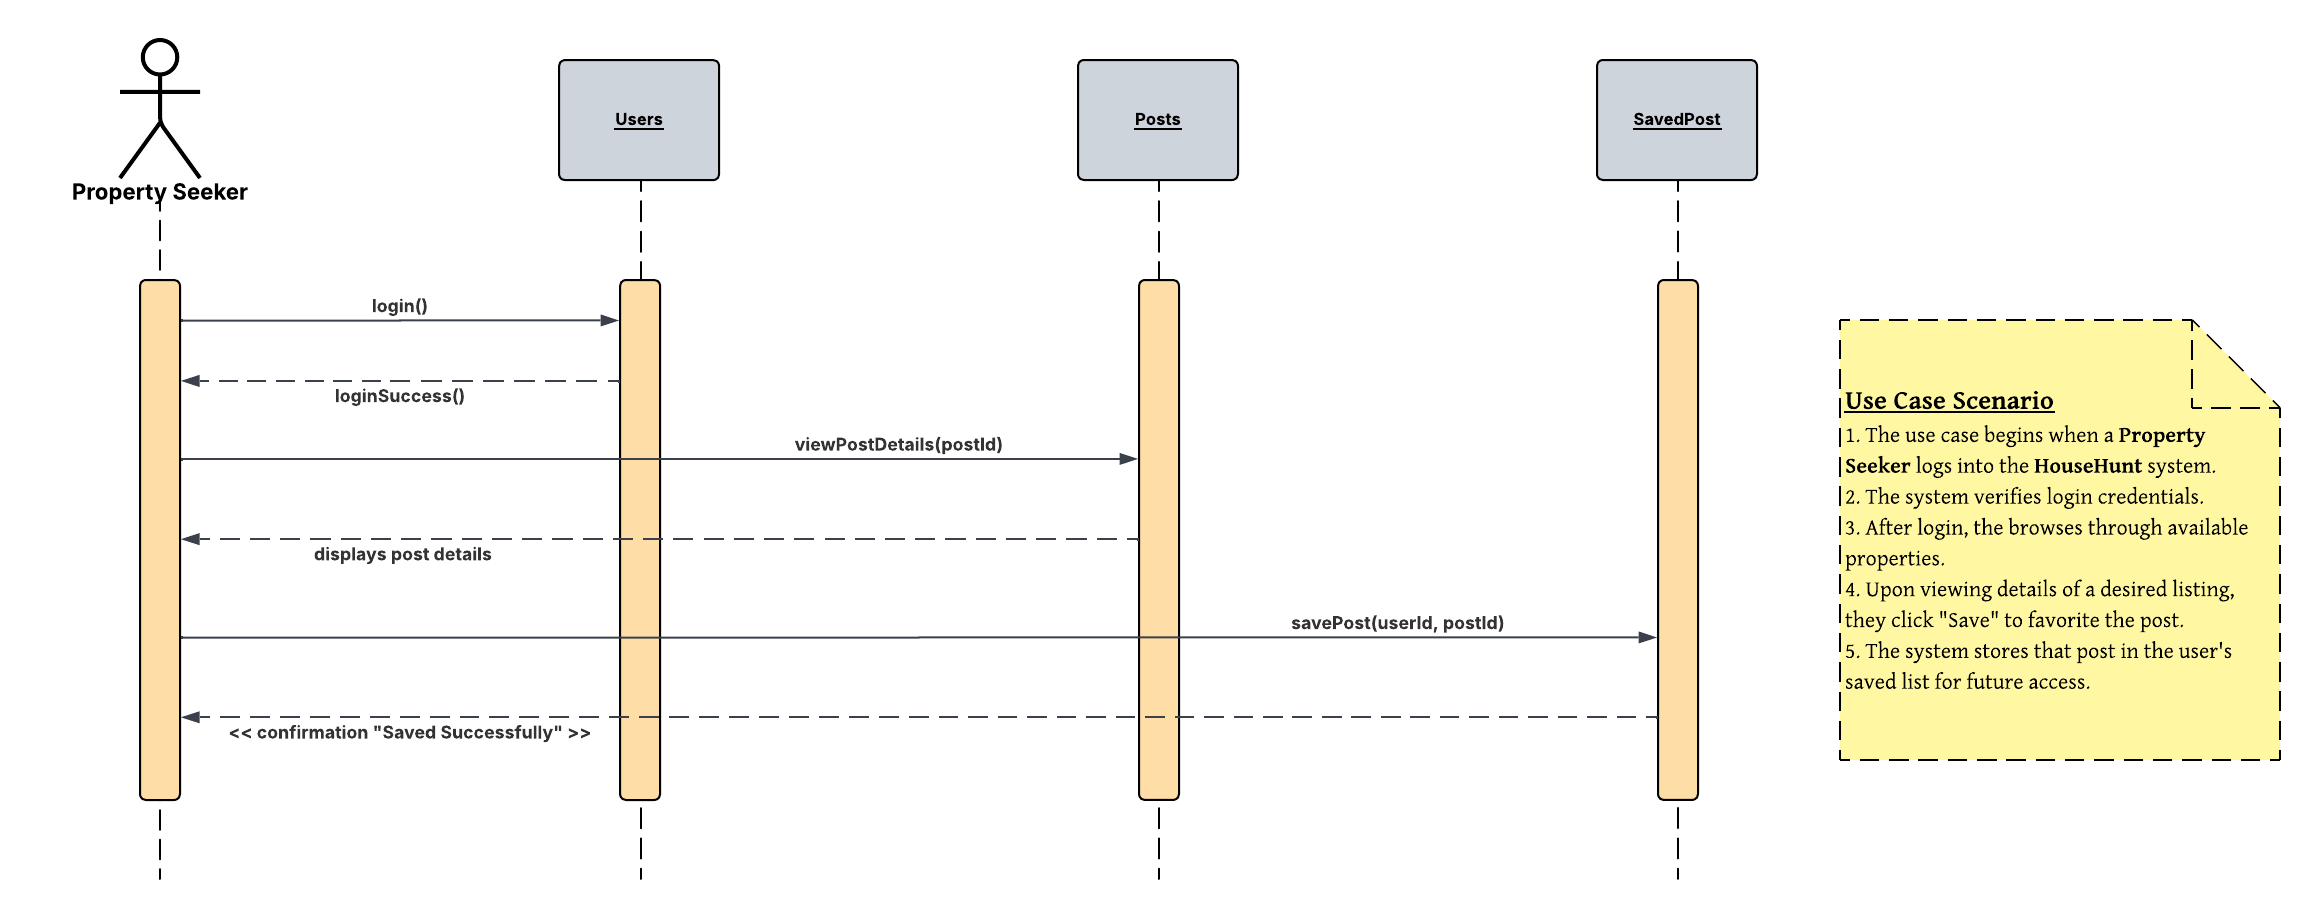 Property Seeker
Users
Posts
SavedPost
login()
loginSuccess()
viewPostDetails(postId)
displays post details
savePost(userId, postId)
<< confirmation "Saved Successfully" >>
Use Case Scenario
1. The use case begins when a Property
Seeker logs into the HouseHunt system.
2. The system verifies login credentials.
3. After login, the browses through available
properties.
4. Upon viewing details of a desired listing,
they click "Save" to favorite the post.
5. The system stores that post in the user's
saved list for future access.